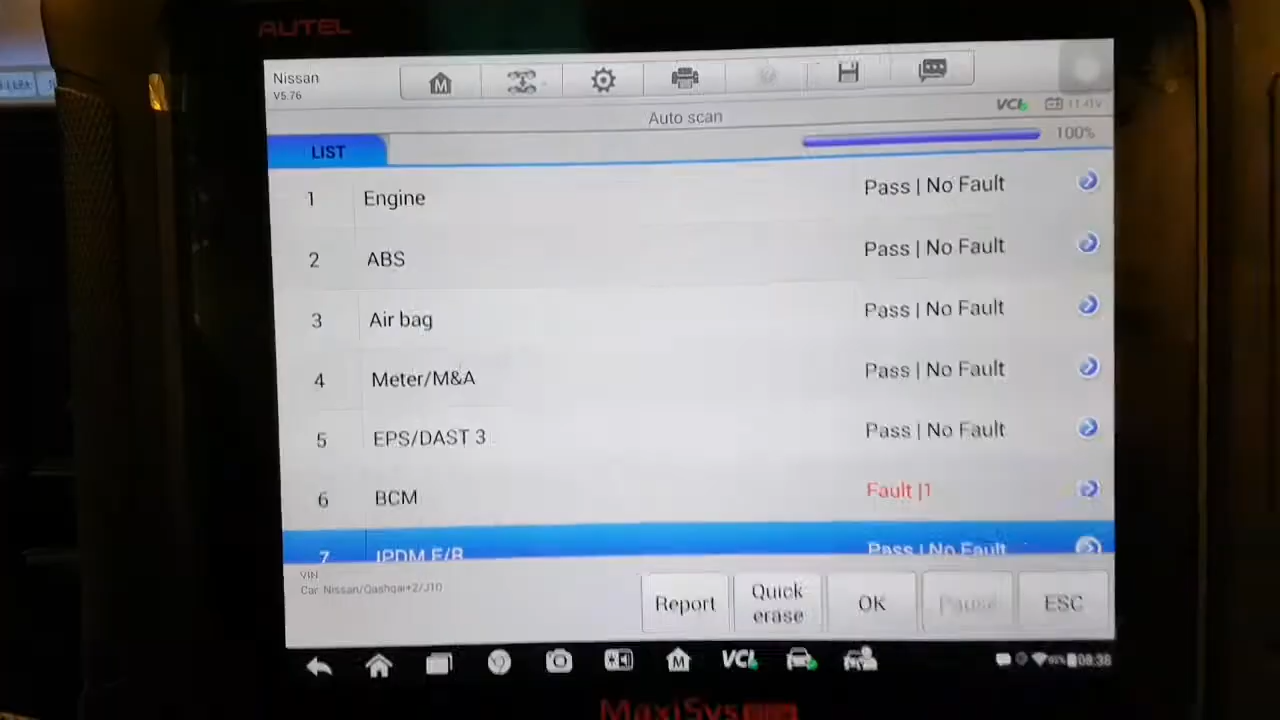 AUTEL
Nissan
V5.76
VCI
11.41V
Auto scan
100%
LIST
1 Engine Pass | No Fault
2 ABS Pass | No Fault
3 Air bag Pass | No Fault
4 Meter/M&A Pass | No Fault
5 EPS/DAST 3 Pass | No Fault
6 BCM Fault |1
7 IPDM E/R Pass | No Fault
VIN
Car: Nissan/Qashqai+2/J10
Report
Quick
erase
OK
Pause
ESC
VCI
08:38
MaxiSys